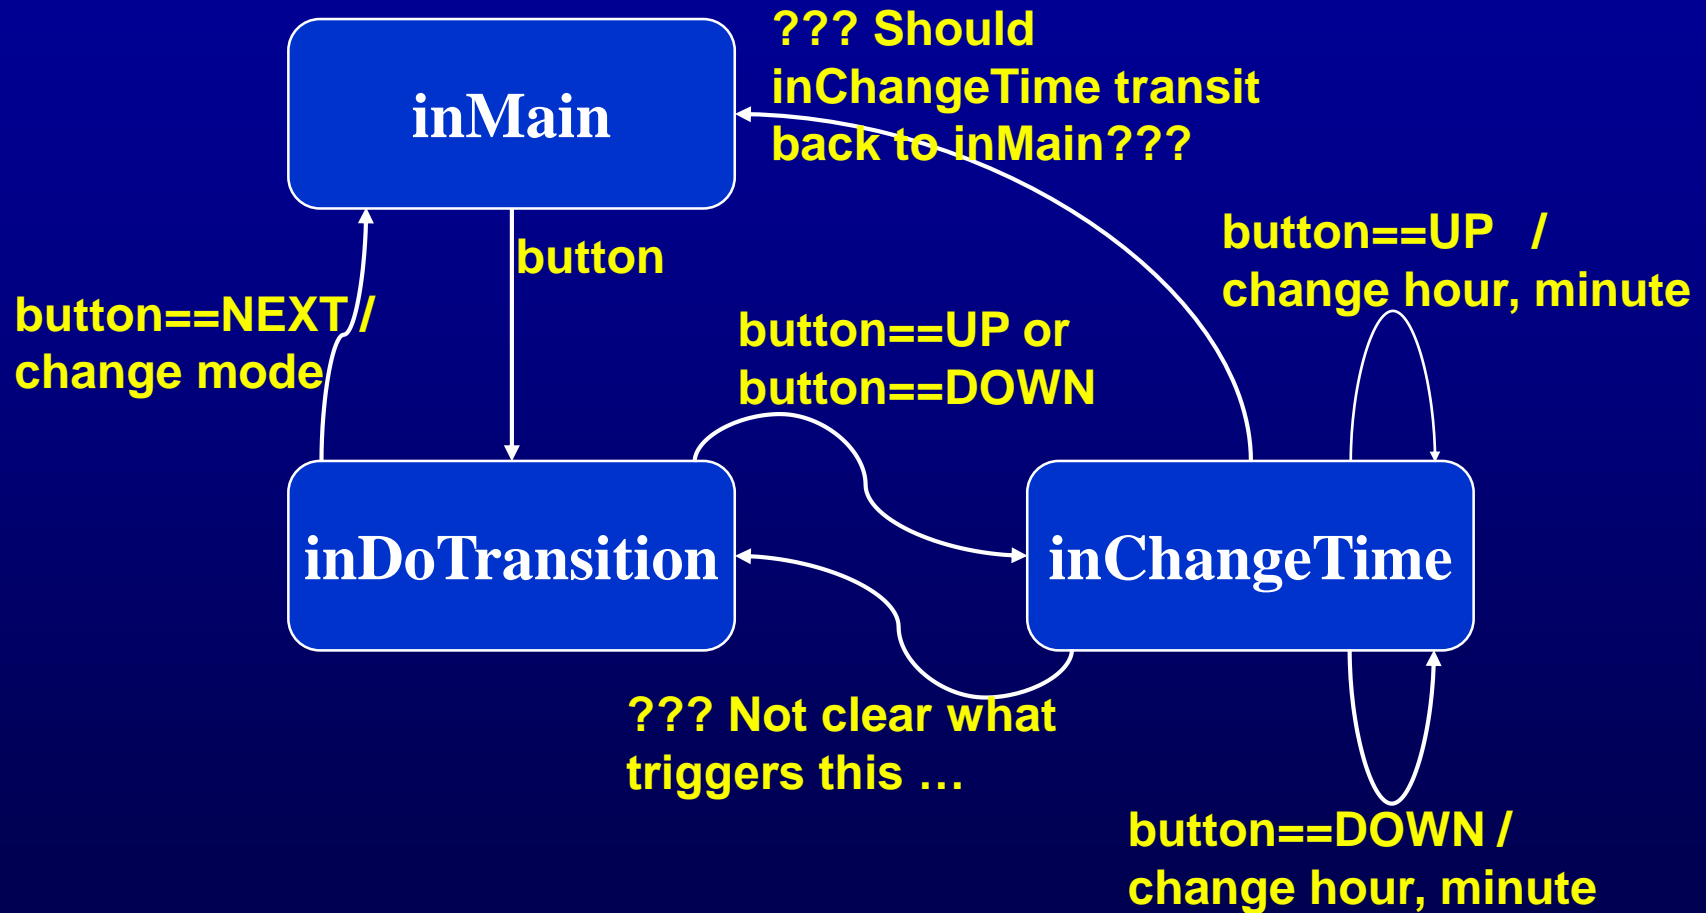 ??? Should
inChangeTime transit
back to inMain???
inMain
button==UP /
change hour, minute
button
button==NEXT /
change mode
button==UP or
button==DOWN
inDoTransition
inChangeTime
??? Not clear what
triggers this …
button==DOWN /
change hour, minute